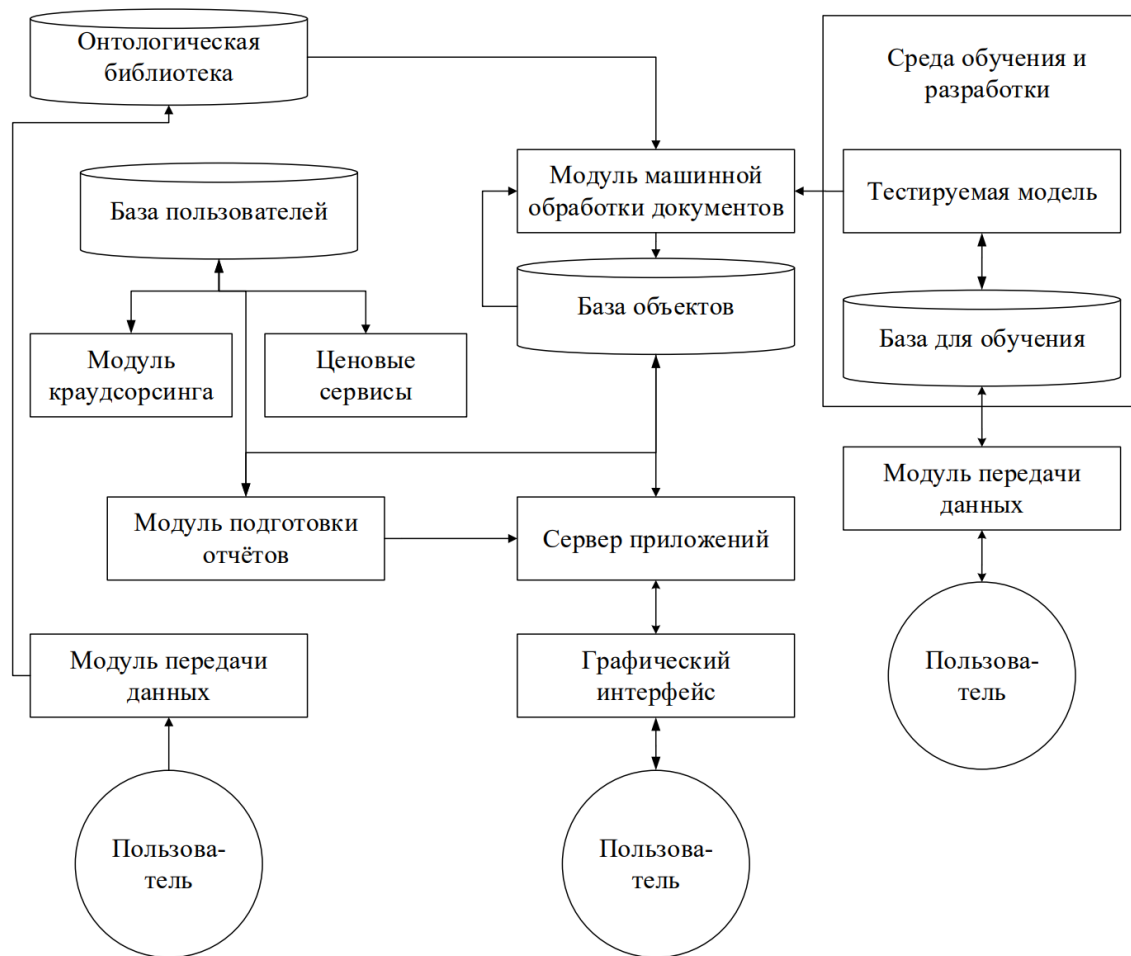 Онтологическая
библиотека
Среда обучения и
разработки
База пользователей
Модуль машинной
обработки документов
Тестируемая модель
База объектов
База для обучения
Модуль
краудсорсинга
Ценовые
сервисы
Модуль подготовки
отчётов
Сервер приложений
Модуль передачи
данных
Модуль передачи
данных
Графический
интерфейс
Пользова-
тель
Пользова-
тель
Пользова-
тель